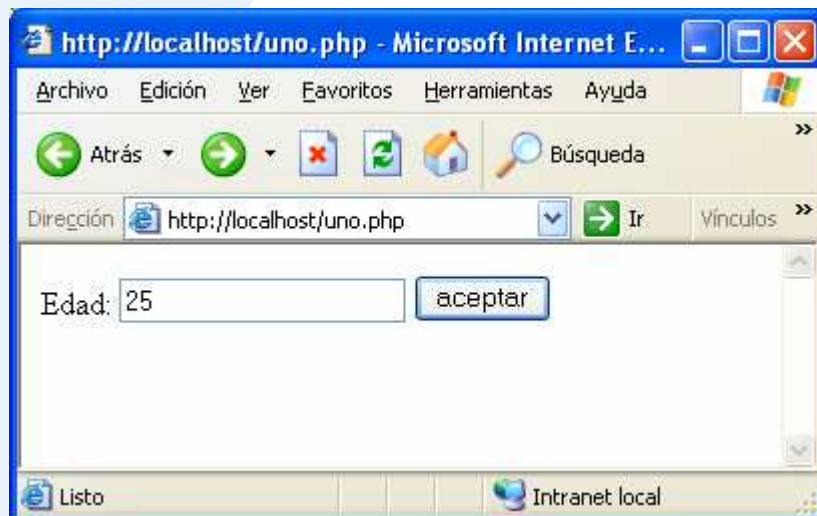 http://localhost/uno.php - Microsoft Internet E...
Archivo Edición Ver Favoritos Herramientas Ayuda
Atrás Búsqueda »
Dirección http://localhost/uno.php Ir Vínculos »
Edad: 25 aceptar
Listo Intranet local